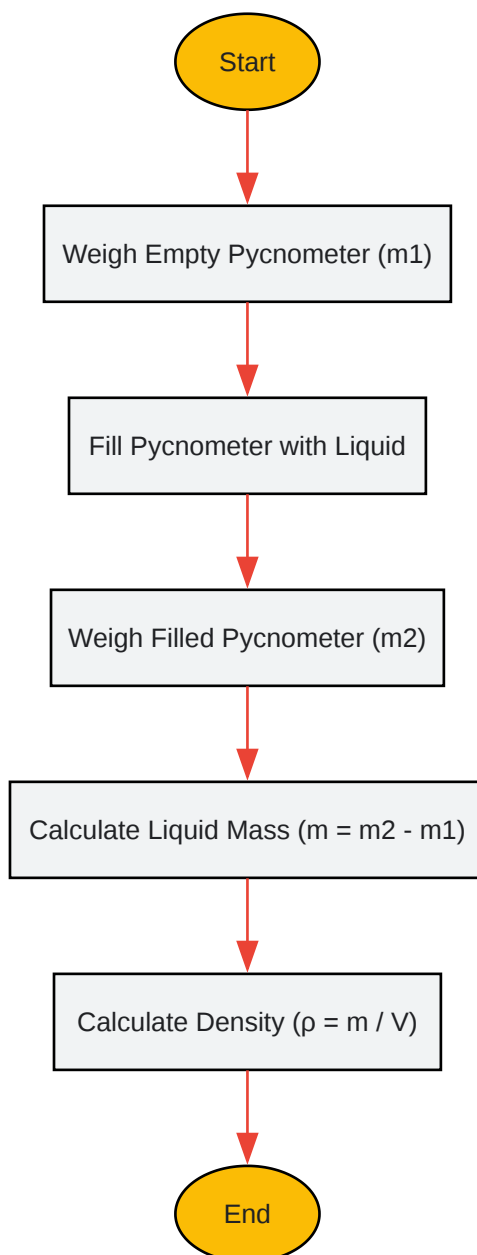 Start
Weigh Empty Pycnometer (m1)
Fill Pycnometer with Liquid
Weigh Filled Pycnometer (m2)
Calculate Liquid Mass (m = m2 - m1)
Calculate Density (ρ = m / V)
End